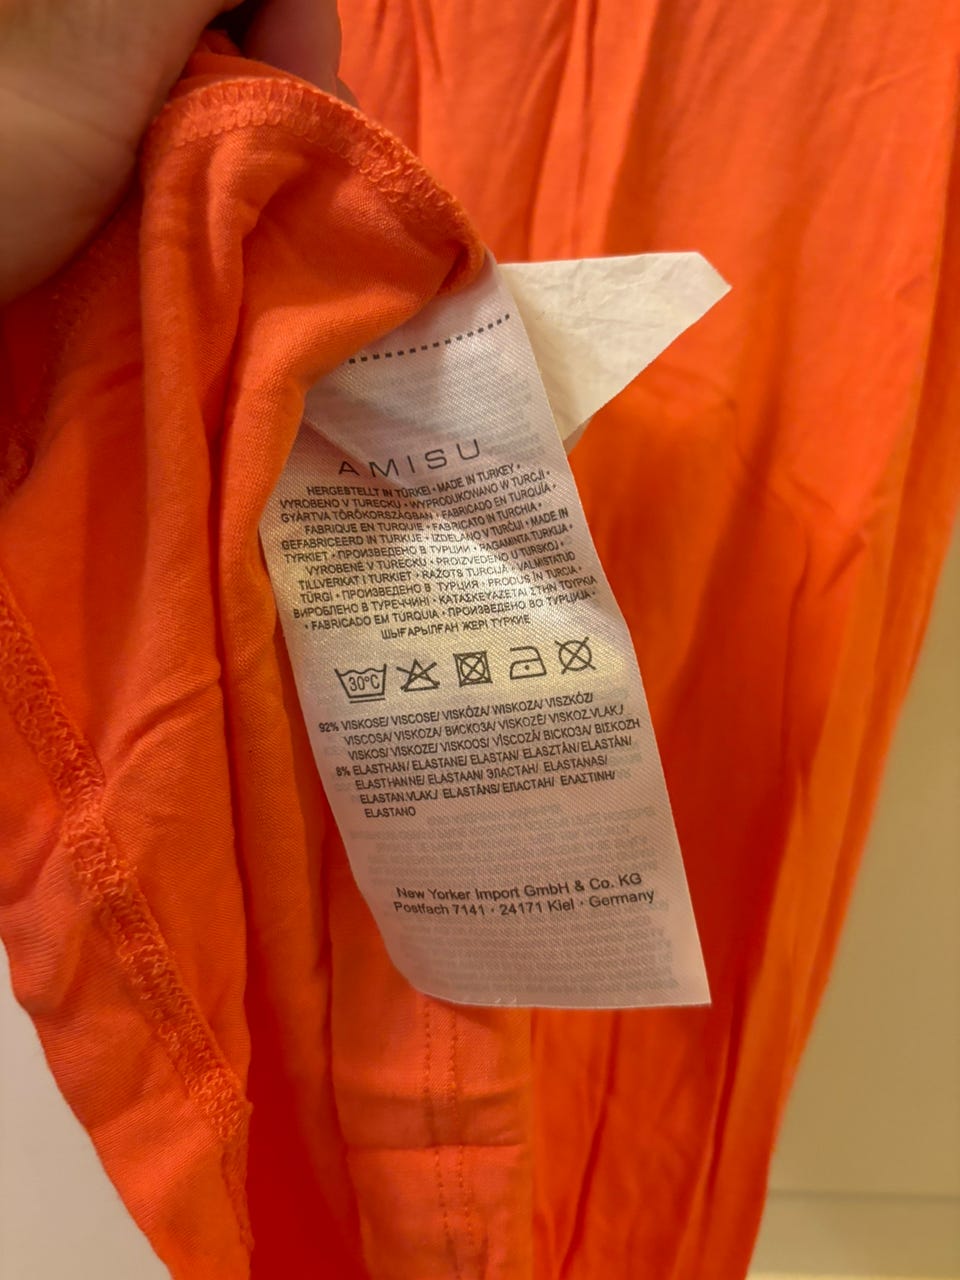 AMISU
HERGESTELLT IN TÜRKEI • MADE IN TURKEY •
VYROBENO V TURECKU • WYPRODUKOWANO W TURCJI •
GYÁRTVA TÖRÖKORSZÁGBAN • FABRICADO EN TURQUÍA •
FABRIQUE EN TURQUIE • FABRICATO IN TURCHIA •
GEFABRICEERD IN TURKIJE • IZDELANO V TURČIJI • MADE IN
TYRKIET • ПРОИЗВЕДЕНО В ТУРЦИИ • PAGAMINTA TURKIJA •
VYROBENÉ V TURECKU • PROIZVEDENO U TURSKOJ •
TILLVERKAT I TURKIET • RAŽOTS TURCIJĀ • VALMISTATUD
TÜRGI • ПРОИЗВЕДЕНО В ТУРЦИЯ • PRODUS ÎN TURCIA •
ВИРОБЛЕНО В ТУРЕЧЧИНІ • ΚΑΤΑΣΚΕΥΑΖΕΤΑΙ ΣΤΗΝ ΤΟΥΡΚΙΑ
• FABRICADO EM TURQUIA • ПРОИЗВЕДЕНО ВО ТУРЦИЈА •
ШЫҒАРЫЛҒАН ЖЕРІ ТҮРКИЕ
30°C
92% VISKOSE/ VISCOSE/ VISKÓZA/ WISKOZA/ VISZKÓZ/
VISCOSA/ VISKOZA/ ВИСКОЗА/ VISKOZĖ/ VISKOZ.VLAK./
VISKOS/ VISKOZE/ VISKOOS/ VÎSCOZĂ/ ВІСКОЗА/ ΒΙΣΚΟΖΗ
8% ELASTHAN/ ELASTANE/ ELASTAN/ ELASZTÁN/ ELASTÁN/
ELASTHANNE/ ELASTAAN/ ЭЛАСТАН/ ELASTANAS/
ELASTAN.VLAK./ ELASTĀNS/ ЕЛАСТАН/ ΕΛΑΣΤΙΝΗ/
ELASTANO
New Yorker Import GmbH & Co. KG
Postfach 7141 • 24171 Kiel • Germany